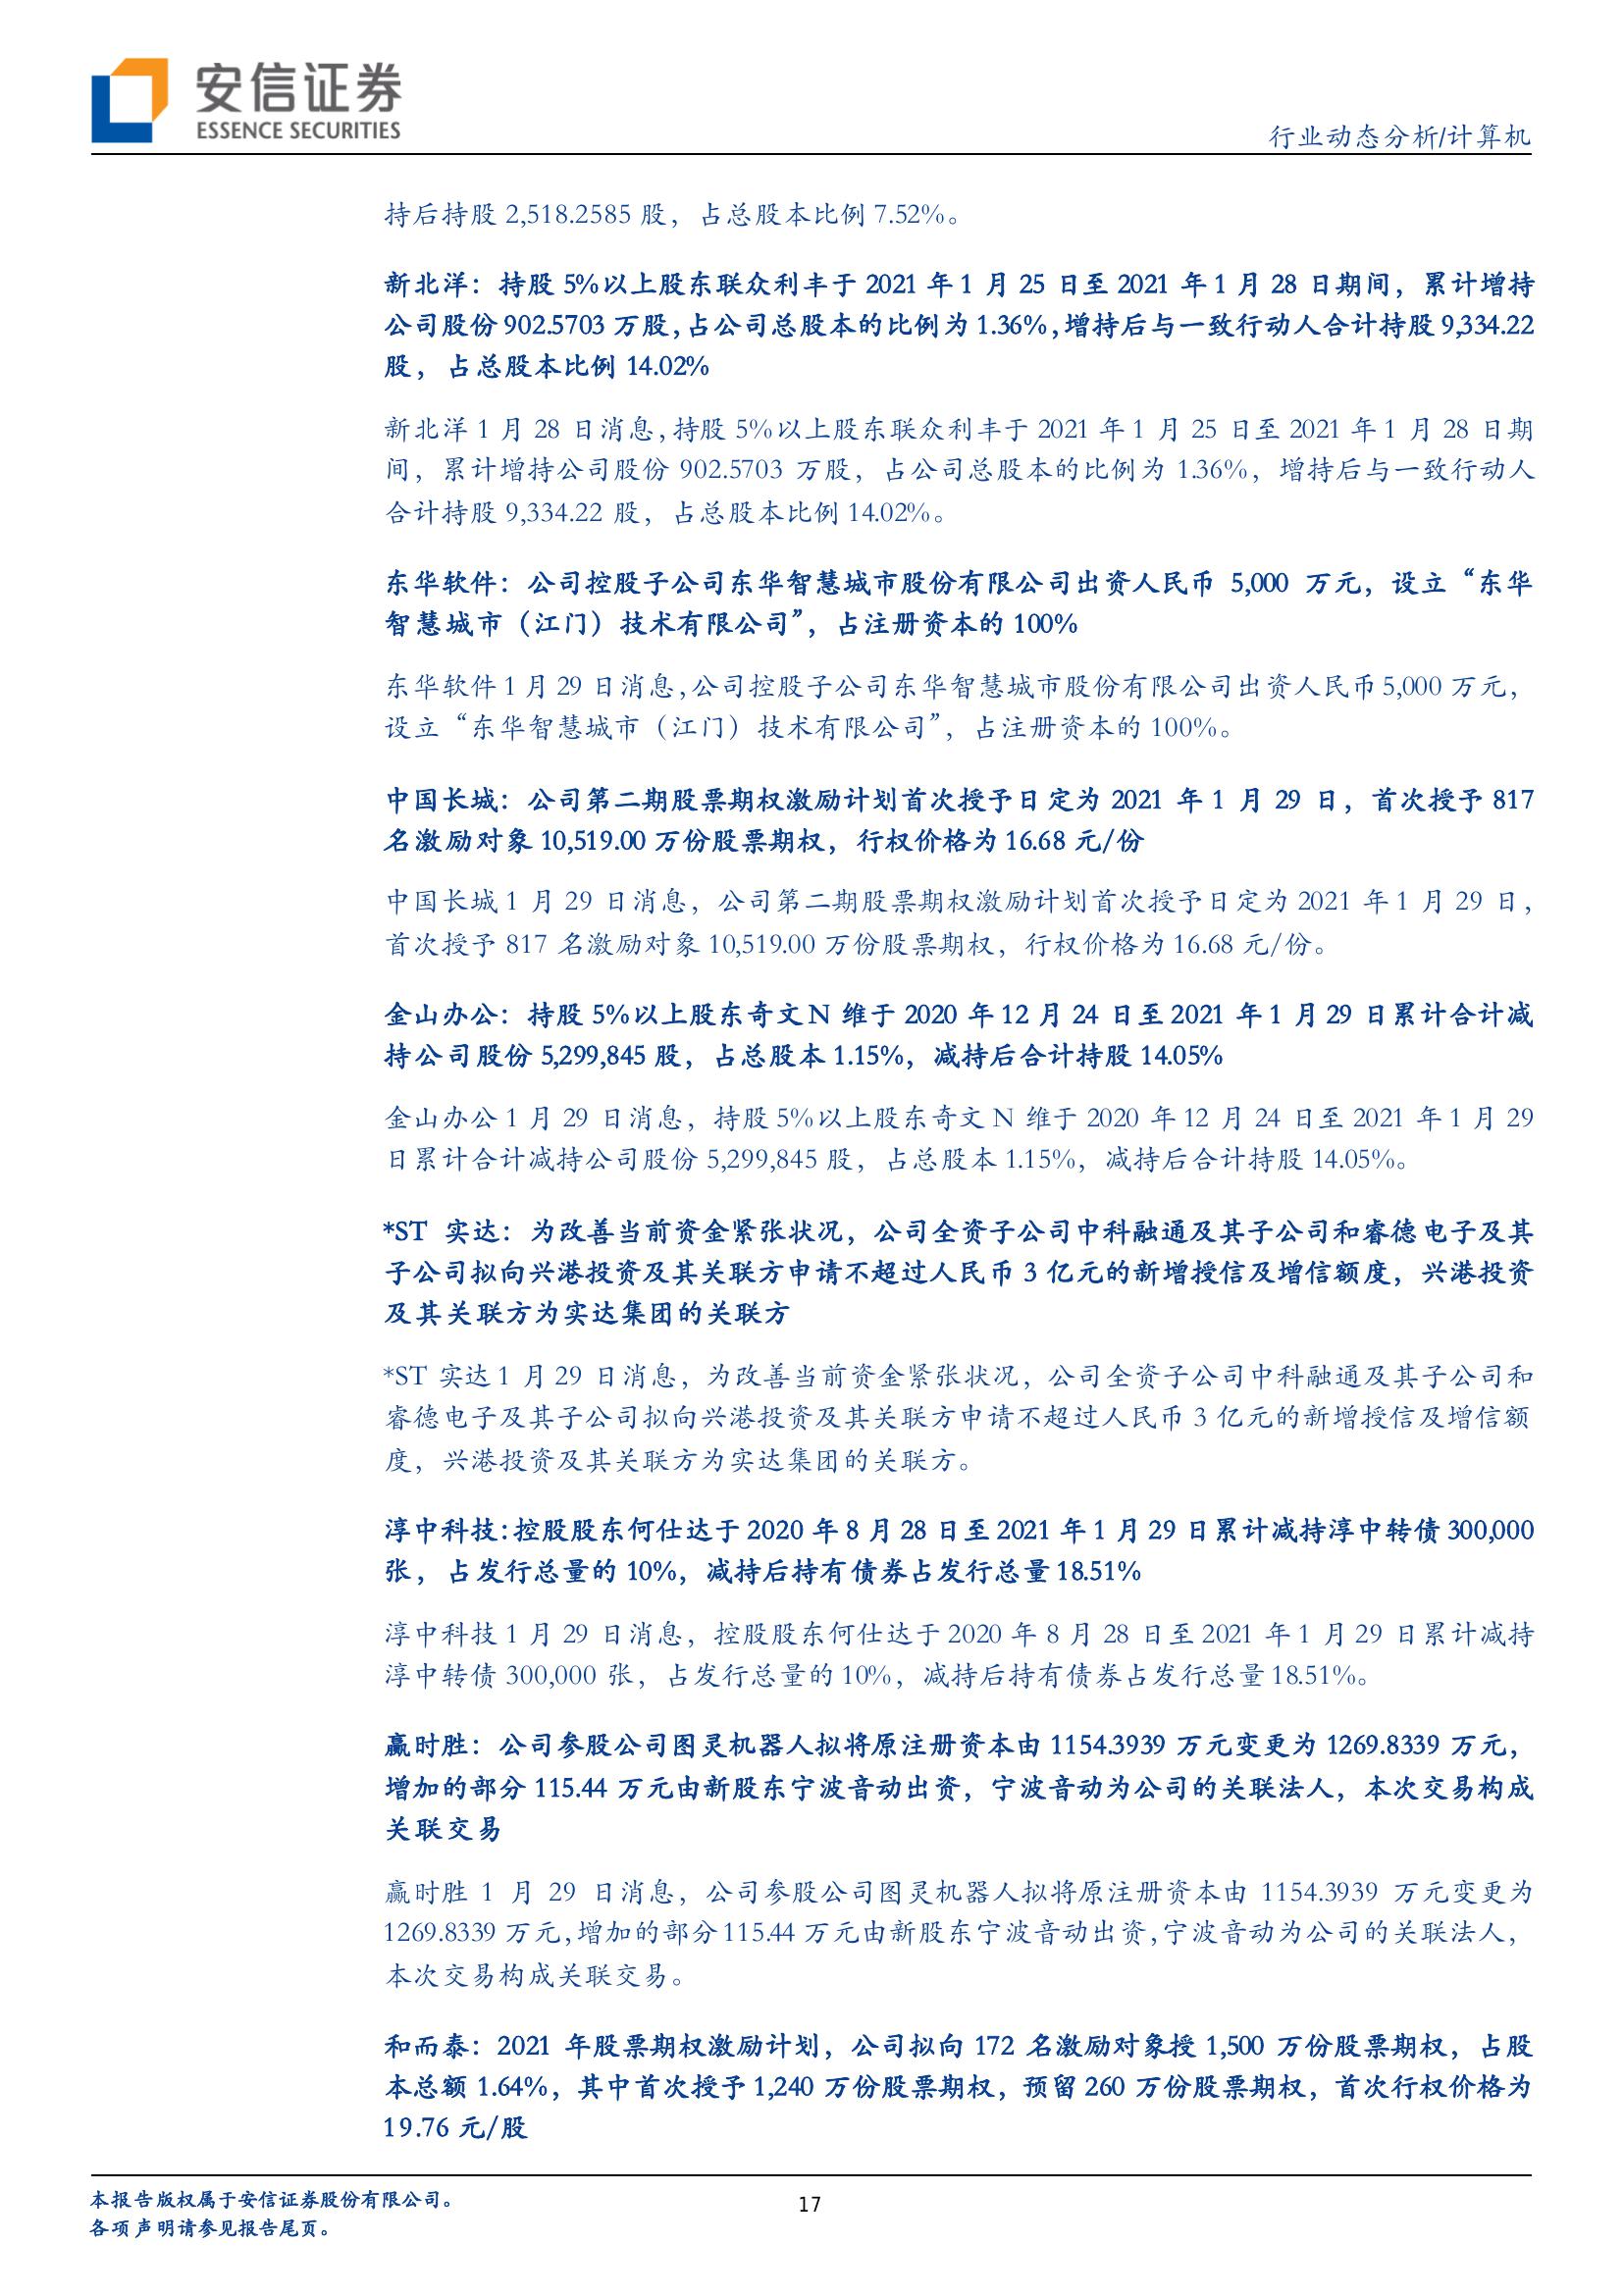 安信证券
ESSENCE SECURITIES
行业动态分析/计算机
持后持股 2,518.2585 股，占总股本比例 7.52%。
新北洋：持股 5%以上股东联众利丰于 2021 年 1 月 25 日至 2021 年 1 月 28 日期间，累计增持
公司股份 902.5703 万股，占公司总股本的比例为 1.36%，增持后与一致行动人合计持股 9,334.22
股，占总股本比例 14.02%
新北洋 1 月 28 日消息，持股 5%以上股东联众利丰于 2021 年 1 月 25 日至 2021 年 1 月 28 日期
间，累计增持公司股份 902.5703 万股，占公司总股本的比例为 1.36%，增持后与一致行动人
合计持股 9,334.22 股，占总股本比例 14.02%。
东华软件：公司控股子公司东华智慧城市股份有限公司出资人民币 5,000 万元，设立“东华
智慧城市（江门）技术有限公司”，占注册资本的 100%
东华软件 1 月 29 日消息，公司控股子公司东华智慧城市股份有限公司出资人民币 5,000 万元，
设立“东华智慧城市（江门）技术有限公司”，占注册资本的 100%。
中国长城：公司第二期股票期权激励计划首次授予日定为 2021 年 1 月 29 日，首次授予 817
名激励对象 10,519.00 万份股票期权，行权价格为 16.68 元/份
中国长城 1 月 29 日消息，公司第二期股票期权激励计划首次授予日定为 2021 年 1 月 29 日，
首次授予 817 名激励对象 10,519.00 万份股票期权，行权价格为 16.68 元/份。
金山办公：持股 5%以上股东奇文 N 维于 2020 年 12 月 24 日至 2021 年 1 月 29 日累计合计减
持公司股份 5,299,845 股，占总股本 1.15%，减持后合计持股 14.05%
金山办公 1 月 29 日消息，持股 5%以上股东奇文 N 维于 2020 年 12 月 24 日至 2021 年 1 月 29
日累计合计减持公司股份 5,299,845 股，占总股本 1.15%，减持后合计持股 14.05%。
*ST 实达：为改善当前资金紧张状况，公司全资子公司中科融通及其子公司和睿德电子及其
子公司拟向兴港投资及其关联方申请不超过人民币 3 亿元的新增授信及增信额度，兴港投资
及其关联方为实达集团的关联方
*ST 实达 1 月 29 日消息，为改善当前资金紧张状况，公司全资子公司中科融通及其子公司和
睿德电子及其子公司拟向兴港投资及其关联方申请不超过人民币 3 亿元的新增授信及增信额
度，兴港投资及其关联方为实达集团的关联方。
淳中科技：控股股东何仕达于 2020 年 8 月 28 日至 2021 年 1 月 29 日累计减持淳中转债 300,000
张，占发行总量的 10%，减持后持有债券占发行总量 18.51%
淳中科技 1 月 29 日消息，控股股东何仕达于 2020 年 8 月 28 日至 2021 年 1 月 29 日累计减持
淳中转债 300,000 张，占发行总量的 10%，减持后持有债券占发行总量 18.51%。
赢时胜：公司参股公司图灵机器人拟将原注册资本由 1154.3939 万元变更为 1269.8339 万元，
增加的部分 115.44 万元由新股东宁波音动出资，宁波音动为公司的关联法人，本次交易构成
关联交易
赢时胜 1 月 29 日消息，公司参股公司图灵机器人拟将原注册资本由 1154.3939 万元变更为
1269.8339 万元，增加的部分 115.44 万元由新股东宁波音动出资，宁波音动为公司的关联法人，
本次交易构成关联交易。
和而泰：2021 年股票期权激励计划，公司拟向 172 名激励对象授 1,500 万份股票期权，占股
本总额 1.64%，其中首次授予 1,240 万份股票期权，预留 260 万份股票期权，首次行权价格为
19.76 元/股
本报告版权属于安信证券股份有限公司。
17
各项声明请参见报告尾页。